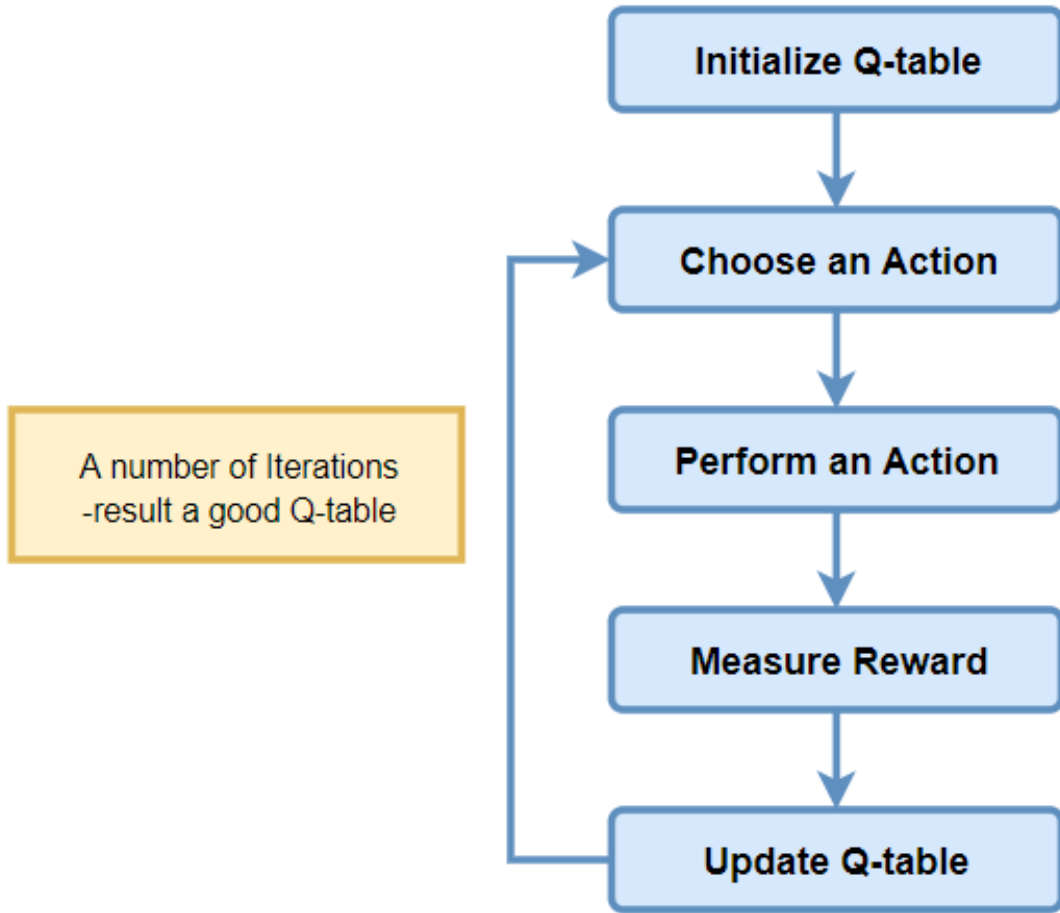 Initialize Q-table
Choose an Action
A number of Iterations
-result a good Q-table
Perform an Action
Measure Reward
Update Q-table